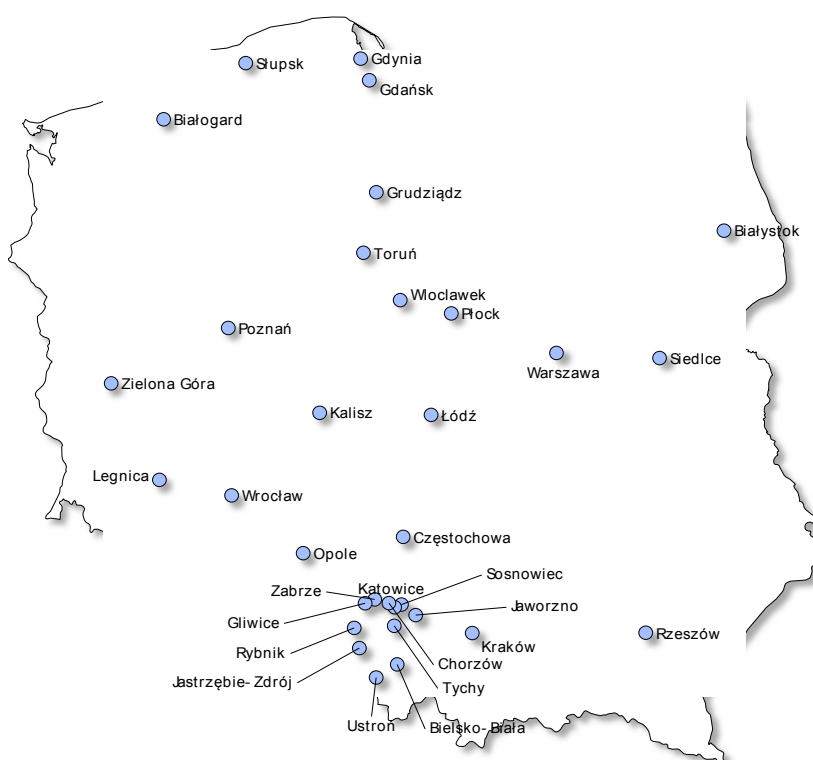 Gdynia
Słupsk
Gdańsk
Białogard
Grudziądz
Białystok
Toruń
Wloclawek
Płock
Poznań
Siedlce
Warszawa
Zielona Góra
Kalisz
Łódź
Legnica
Wrocław
Częstochowa
Opole
Sosnowiec
Katowice
Zabrze
Jaworzno
Gliwice
Rzeszów
Kraków
Rybnik
Chorzów
Jastrzębie-Zdrój
Tychy
Ustroń
Bielsko-Biała